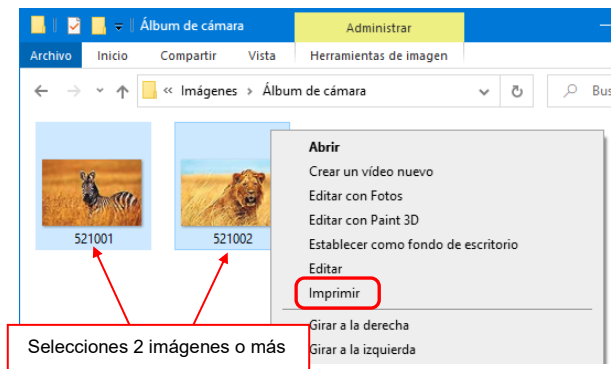 Álbum de cámara
Administrar
Archivo Inicio Compartir Vista Herramientas de imagen
« Imágenes › Álbum de cámara Bus
521001 521002
Abrir
Crear un vídeo nuevo
Editar con Fotos
Editar con Paint 3D
Establecer como fondo de escritorio
Editar
Imprimir
Girar a la derecha
Girar a la izquierda
Selecciones 2 imágenes o más